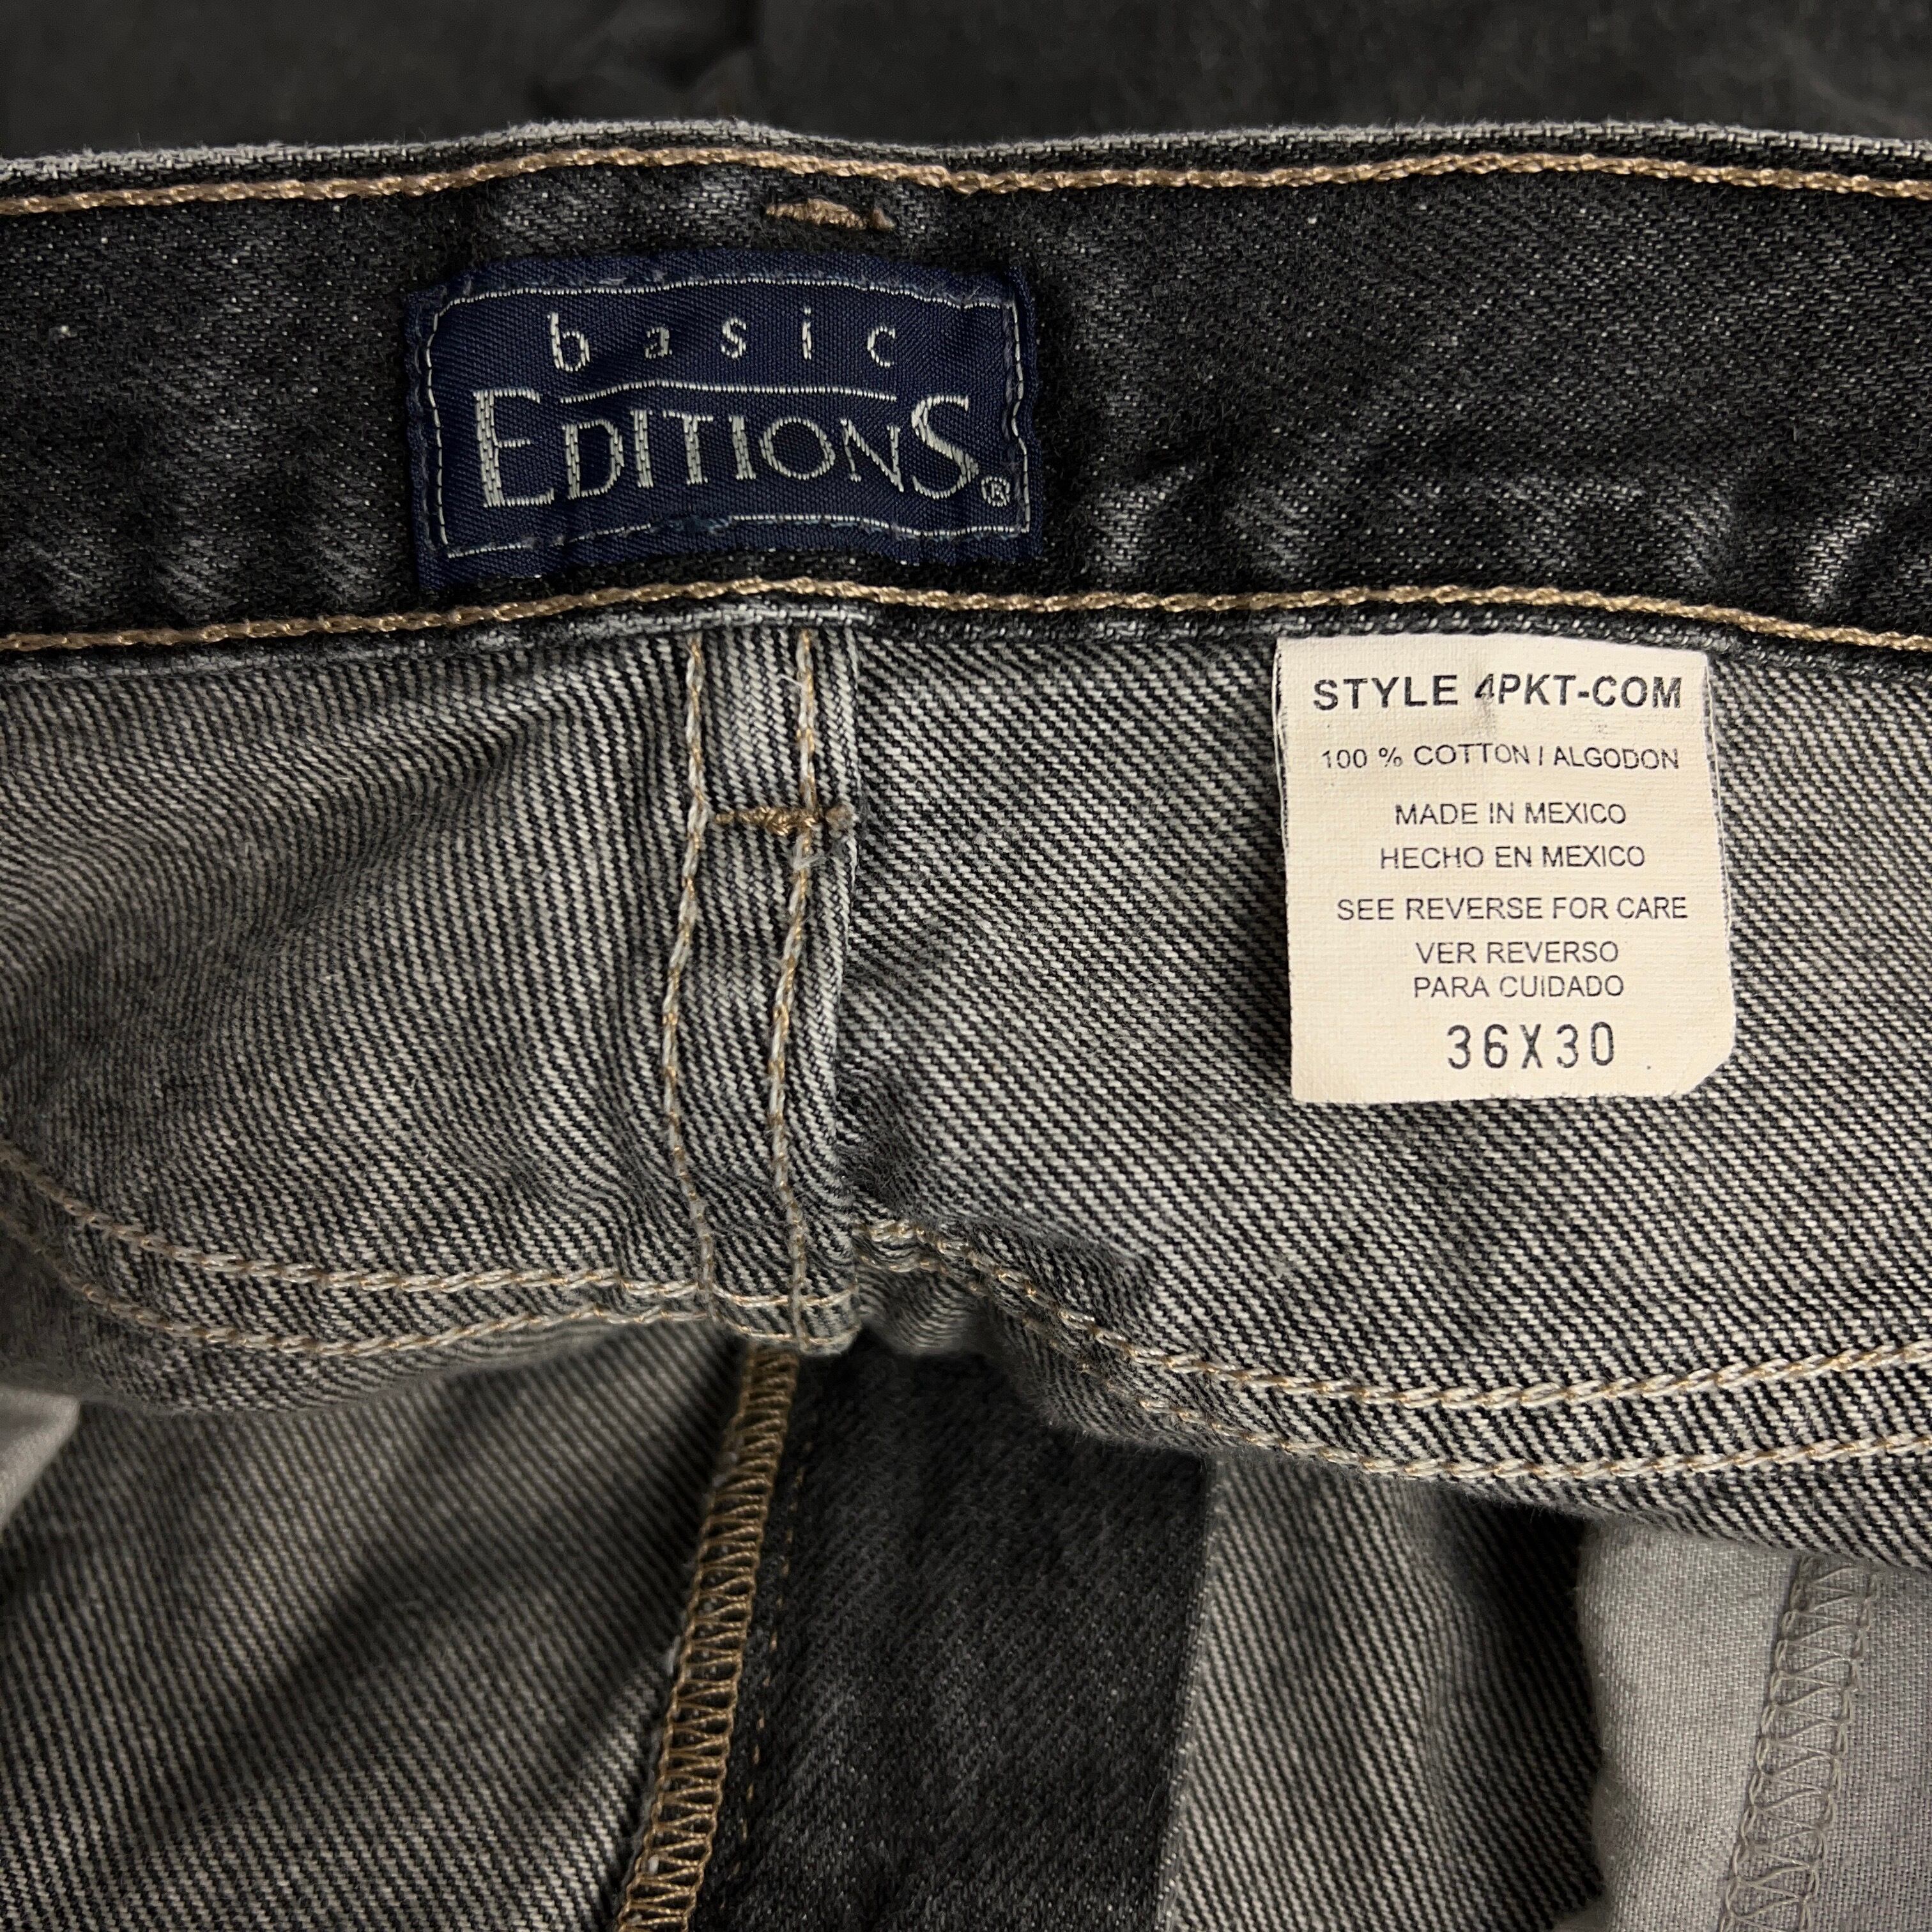 basic
EDITIONS®
STYLE 4PKT-COM
100 % COTTON / ALGODON
MADE IN MEXICO
HECHO EN MEXICO
SEE REVERSE FOR CARE
VER REVERSO
PARA CUIDADO
36X30